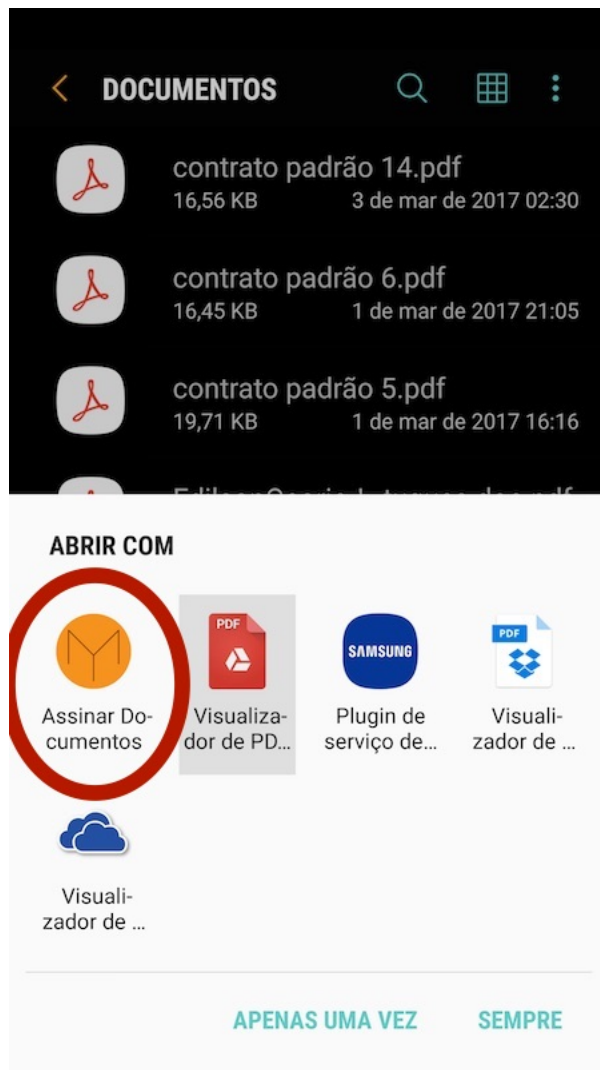 DOCUMENTOS
contrato padrão 14.pdf
16,56 KB 3 de mar de 2017 02:30
contrato padrão 6.pdf
16,45 KB 1 de mar de 2017 21:05
contrato padrão 5.pdf
19,71 KB 1 de mar de 2017 16:16
ABRIR COM
PDF SAMSUNG PDF
Assinar Do- Visualiza- Plugin de Visuali-
cumentos dor de PD... serviço de... zador de ...
Visuali-
zador de ...
APENAS UMA VEZ SEMPRE